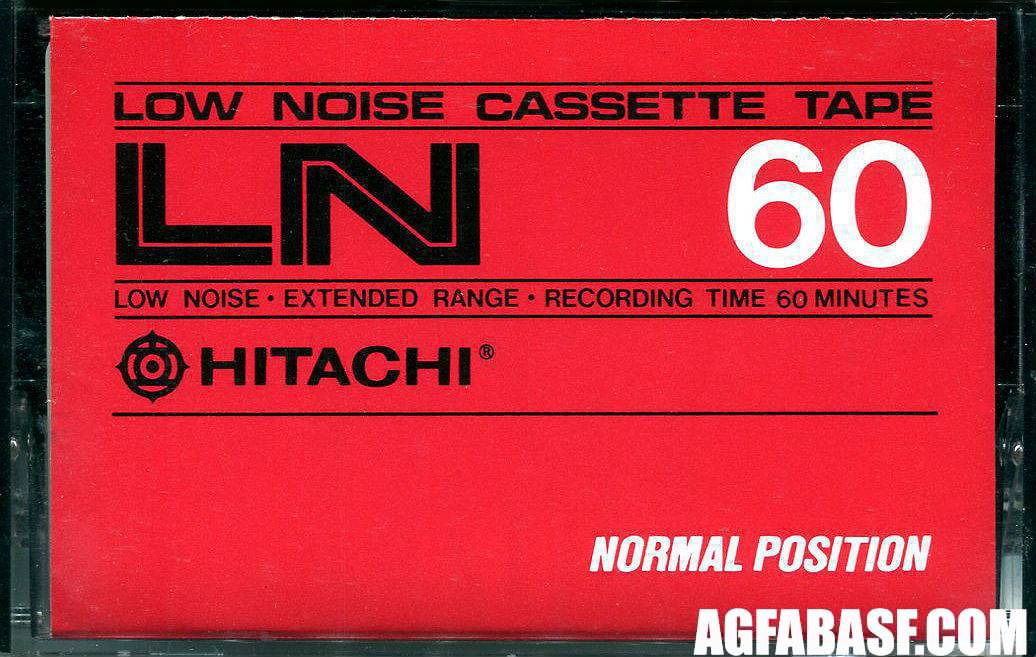 LOW NOISE CASSETTE TAPE
LN 60
LOW NOISE · EXTENDED RANGE · RECORDING TIME 60 MINUTES
HITACHI®
NORMAL POSITION
AGFABASF.COM